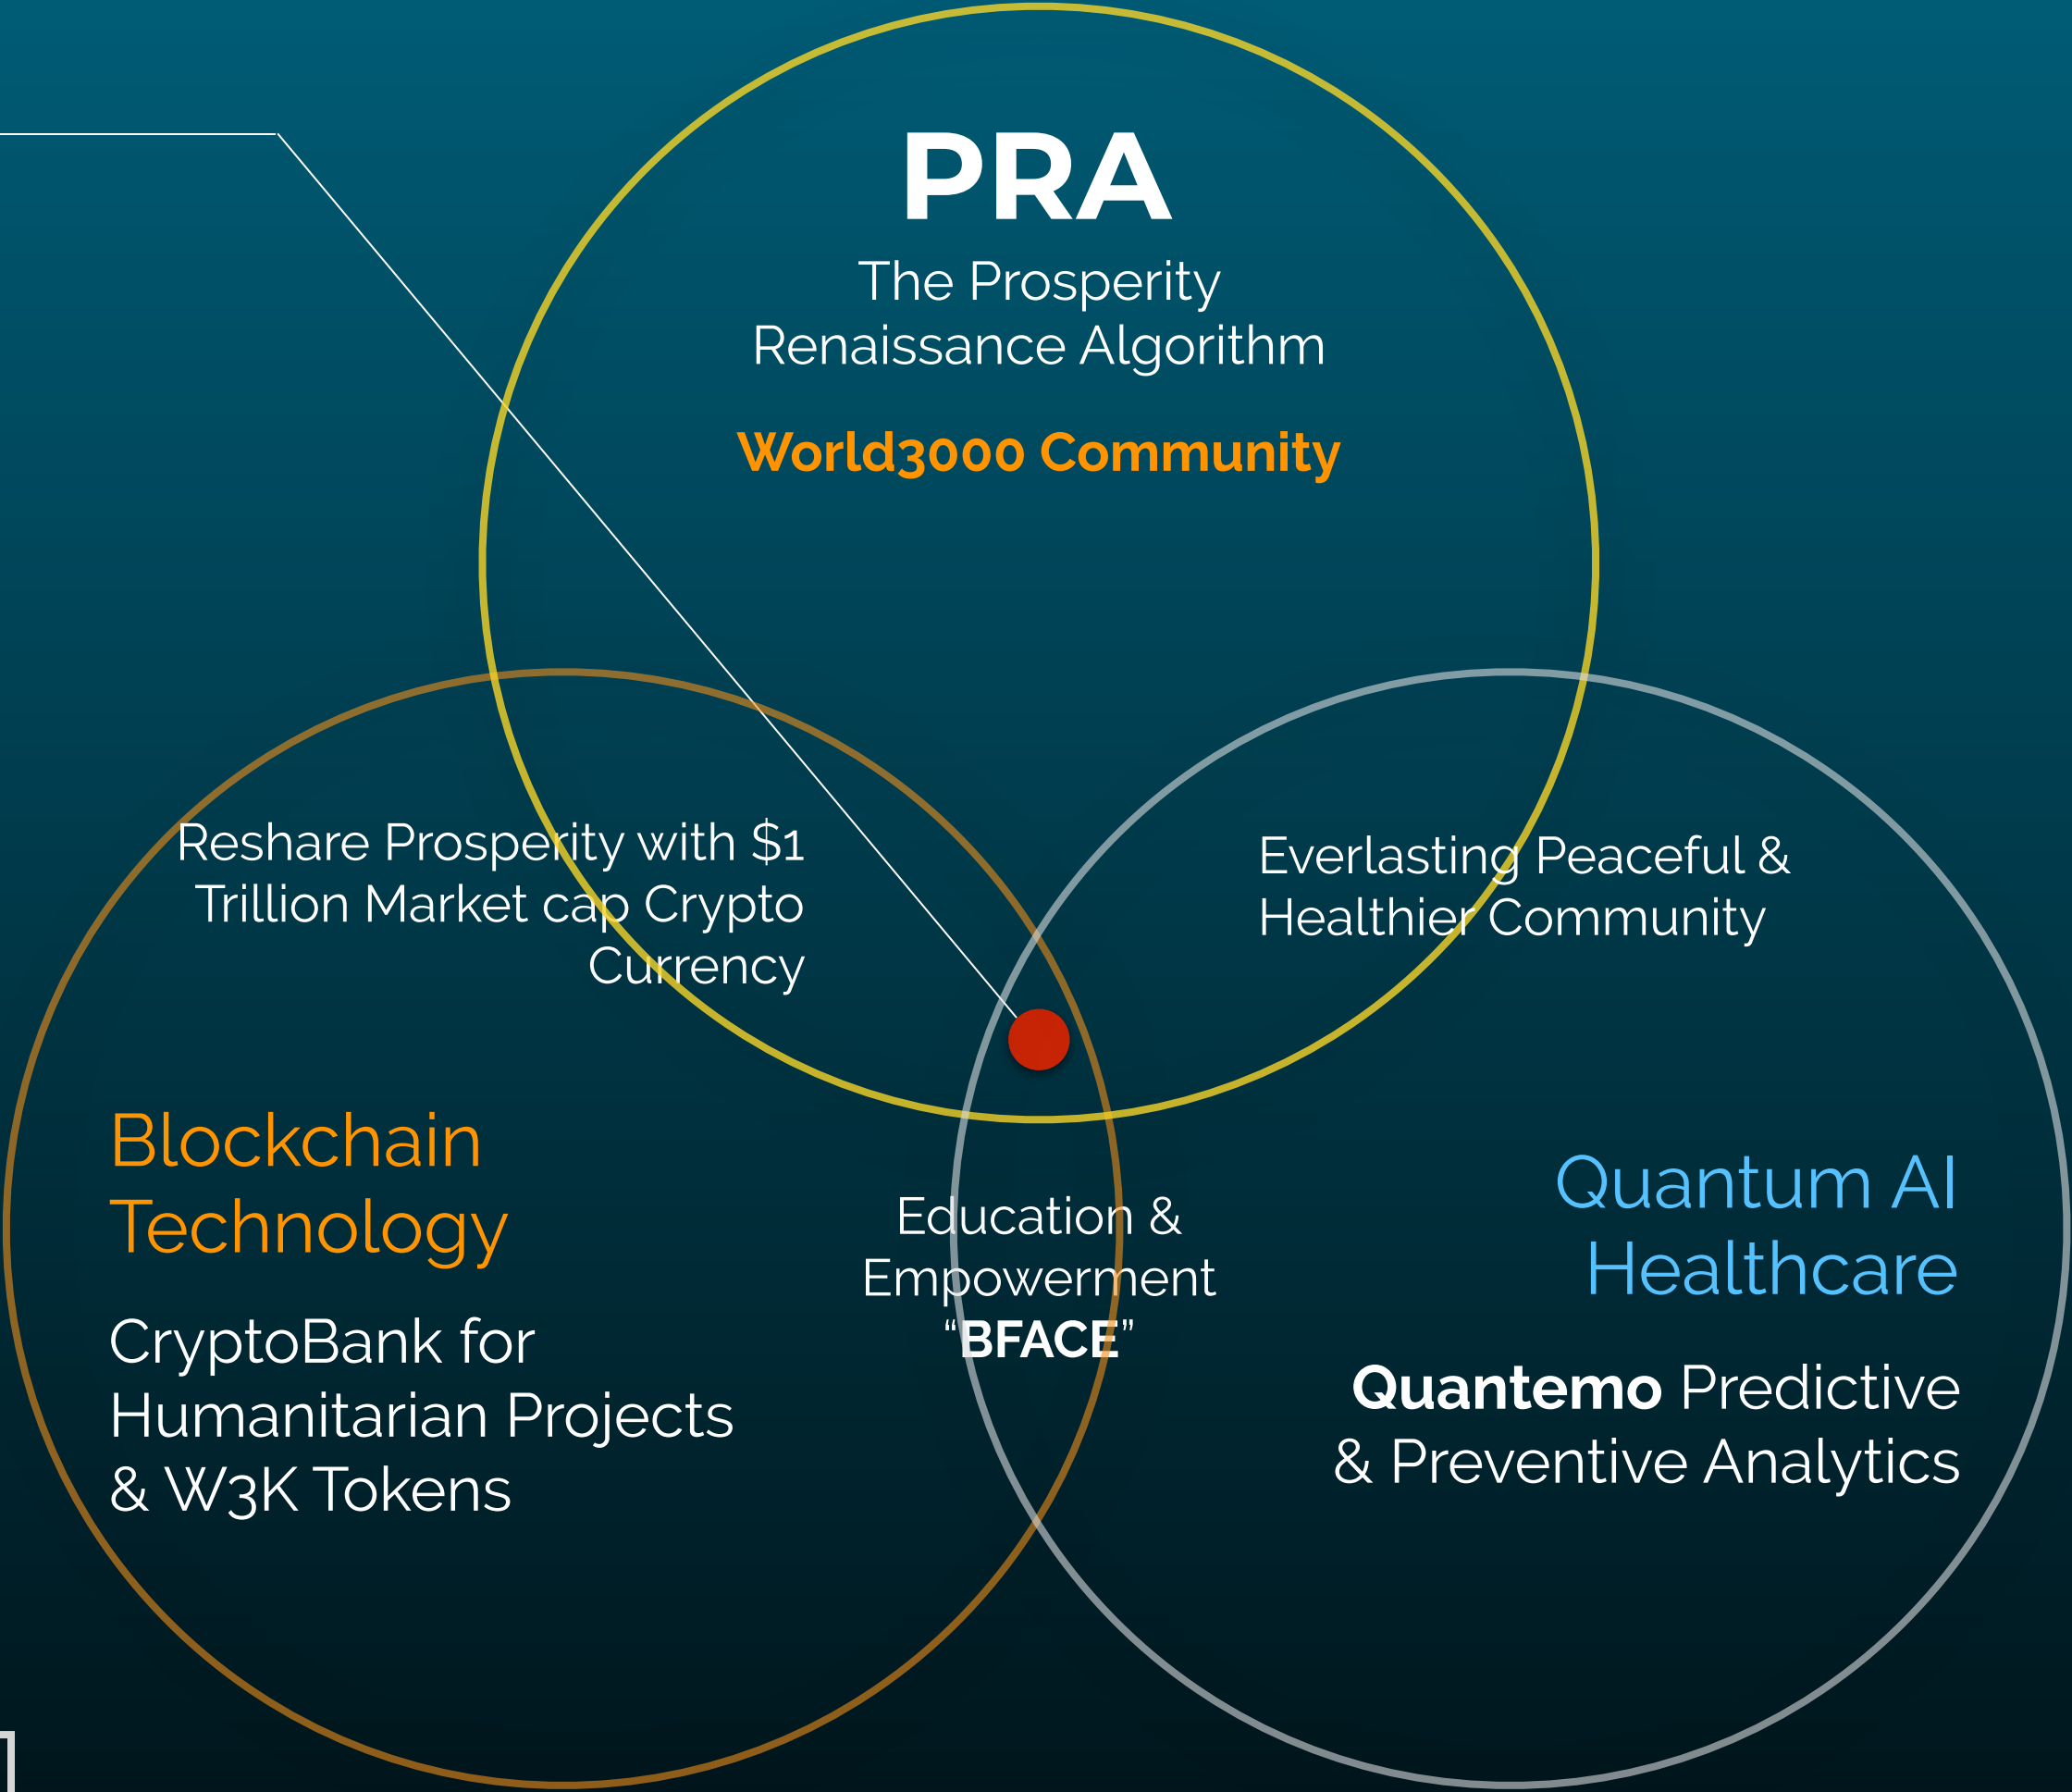 PRA
The Prosperity
Renaissance Algorithm
World3000 Community
Reshare Prosperity with $1
Trillion Market cap Crypto
Currency
Everlasting Peaceful &
Healthier Community
Blockchain
Technology
CryptoBank for
Humanitarian Projects
& W3K Tokens
Education &
Empowerment
“BFACE”
Quantum AI
Healthcare
Quantemo Predictive
& Preventive Analytics